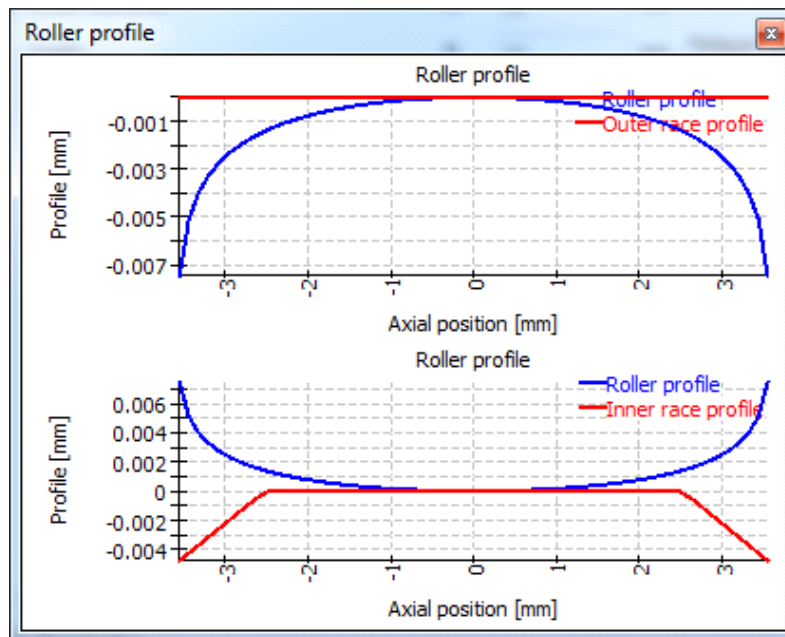 Roller profile
x
Roller profile
Roller profile
Outer race profile
-0.001
-0.003
-0.005
-0.007
Profile [mm]
-3 -2 -1 0 1 2 3
Axial position [mm]
Roller profile
Roller profile
Inner race profile
0.006
0.004
0.002
0
-0.002
-0.004
Profile [mm]
-3 -2 -1 0 1 2 3
Axial position [mm]